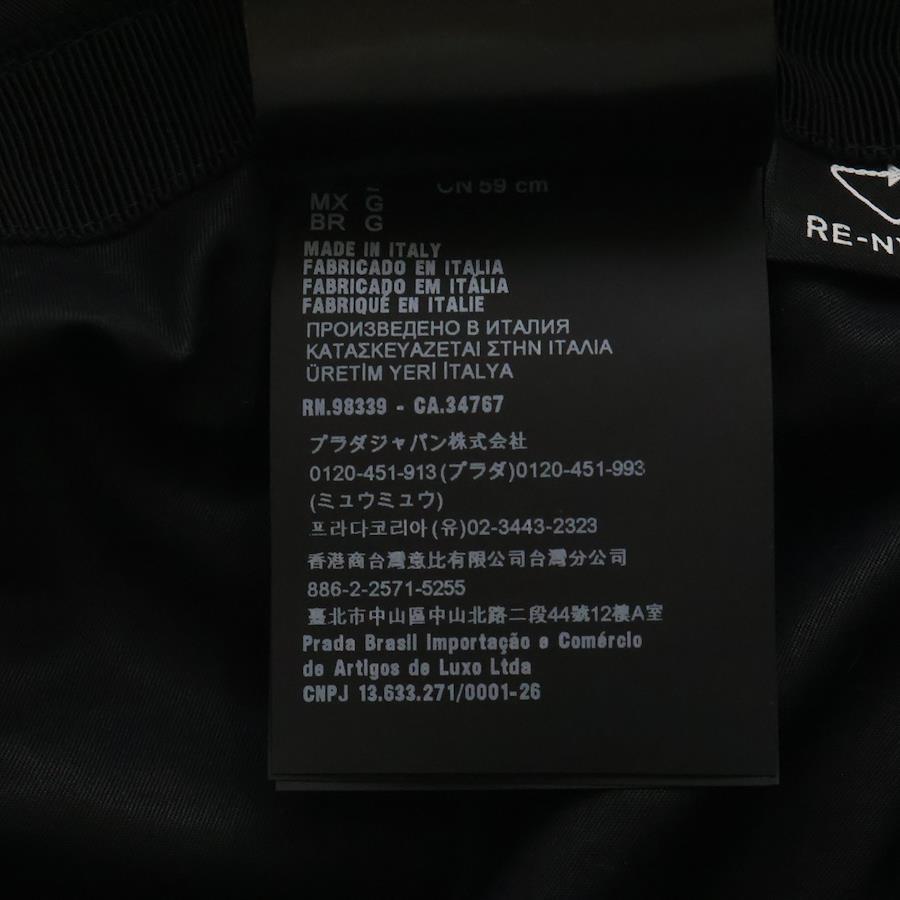 CN 59 cm
MX G
BR G
MADE IN ITALY
FABRICADO EN ITALIA
FABRICADO EM ITÁLIA
FABRIQUÉ EN ITALIE
ПРОИЗВЕДЕНО В ИТАЛИЯ
ΚΑΤΑΣΚΕΥΑΖΕΤΑΙ ΣΤΗΝ ΙΤΑΛΙΑ
ÜRETİM YERİ İTALYA
RN.98339 - CA.34767
プラダジャパン株式会社
0120-451-913(プラダ)0120-451-993
(ミュウミュウ)
프라다코리아(유)02-3443-2323
香港商台灣意比有限公司台灣分公司
886-2-2571-5255
臺北市中山區中山北路二段44號12樓A室
Prada Brasil Importação e Comércio
de Artigos de Luxo Ltda
CNPJ 13.633.271/0001-26